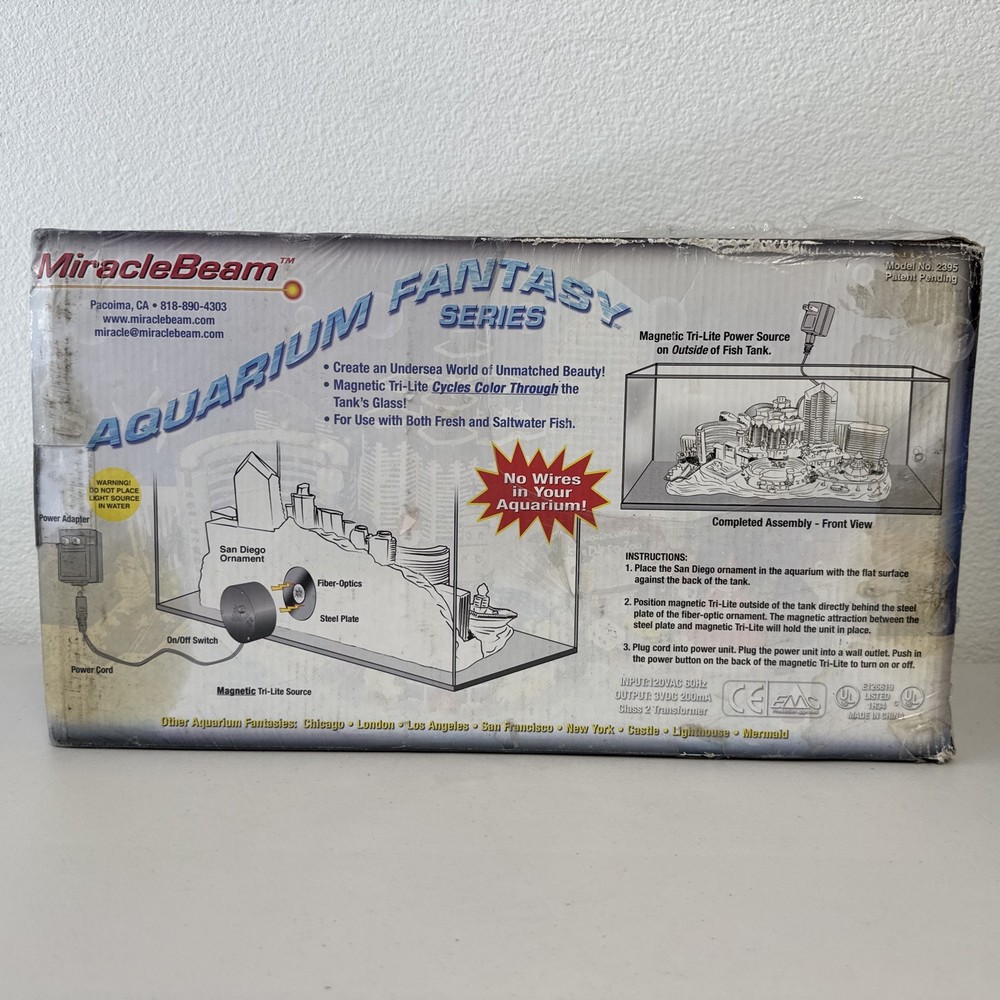 MiracleBeam™
Pacoima, CA • 818-890-4303
www.miraclebeam.com
miracle@miraclebeam.com
AQUARIUM FANTASY
SERIES
Model No. 2395
Patent Pending
• Create an Undersea World of Unmatched Beauty!
• Magnetic Tri-Lite Cycles Color Through the
Tank's Glass!
• For Use with Both Fresh and Saltwater Fish.
Magnetic Tri-Lite Power Source
on Outside of Fish Tank.
No Wires
in Your
Aquarium!
Completed Assembly - Front View
WARNING!
DO NOT PLACE
LIGHT SOURCE
IN WATER
Power Adapter
San Diego
Ornament
Fiber-Optics
Steel Plate
On/Off Switch
Power Cord
Magnetic Tri-Lite Source
INSTRUCTIONS:
1. Place the San Diego ornament in the aquarium with the flat surface
against the back of the tank.
2. Position magnetic Tri-Lite outside of the tank directly behind the steel
plate of the fiber-optic ornament. The magnetic attraction between the
steel plate and magnetic Tri-Lite will hold the unit in place.
3. Plug cord into power unit. Plug the power unit into a wall outlet. Push in
the power button on the back of the magnetic Tri-Lite to turn on or off.
INPUT:120VAC 60Hz
OUTPUT: 3VDC 200mA
Class 2 Transformer
CE
EMC
UL
LISTED
MADE IN CHINA
UL
Other Aquarium Fantasies: Chicago • London • Los Angeles • San Francisco • New York • Castle • Lighthouse • Mermaid